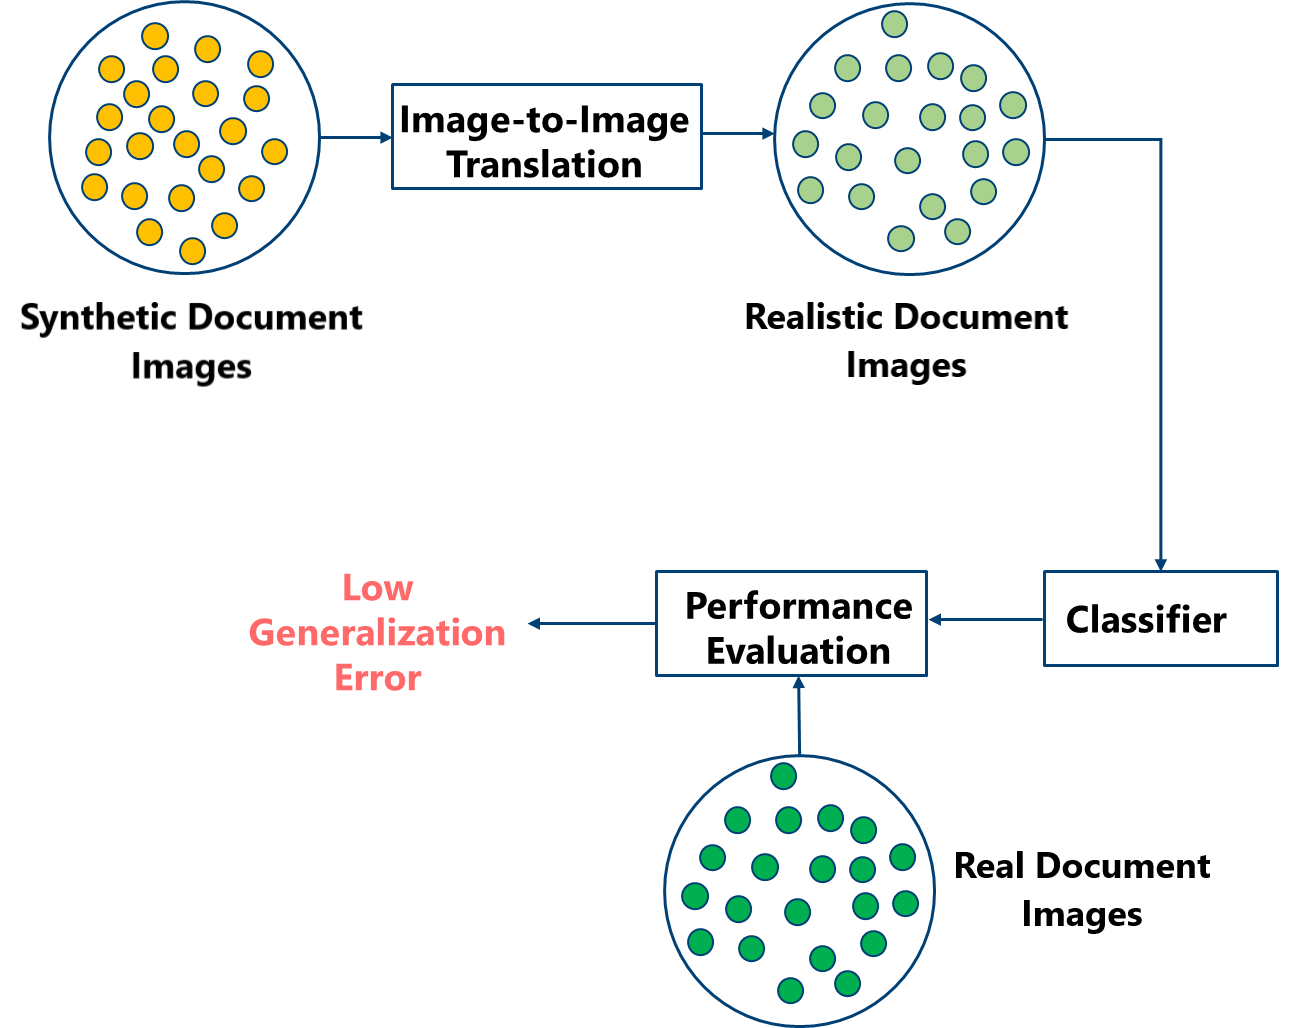 Image-to-Image
Translation
Synthetic Document
Images
Realistic Document
Images
Classifier
Performance
Evaluation
Low
Generalization
Error
Real Document
Images